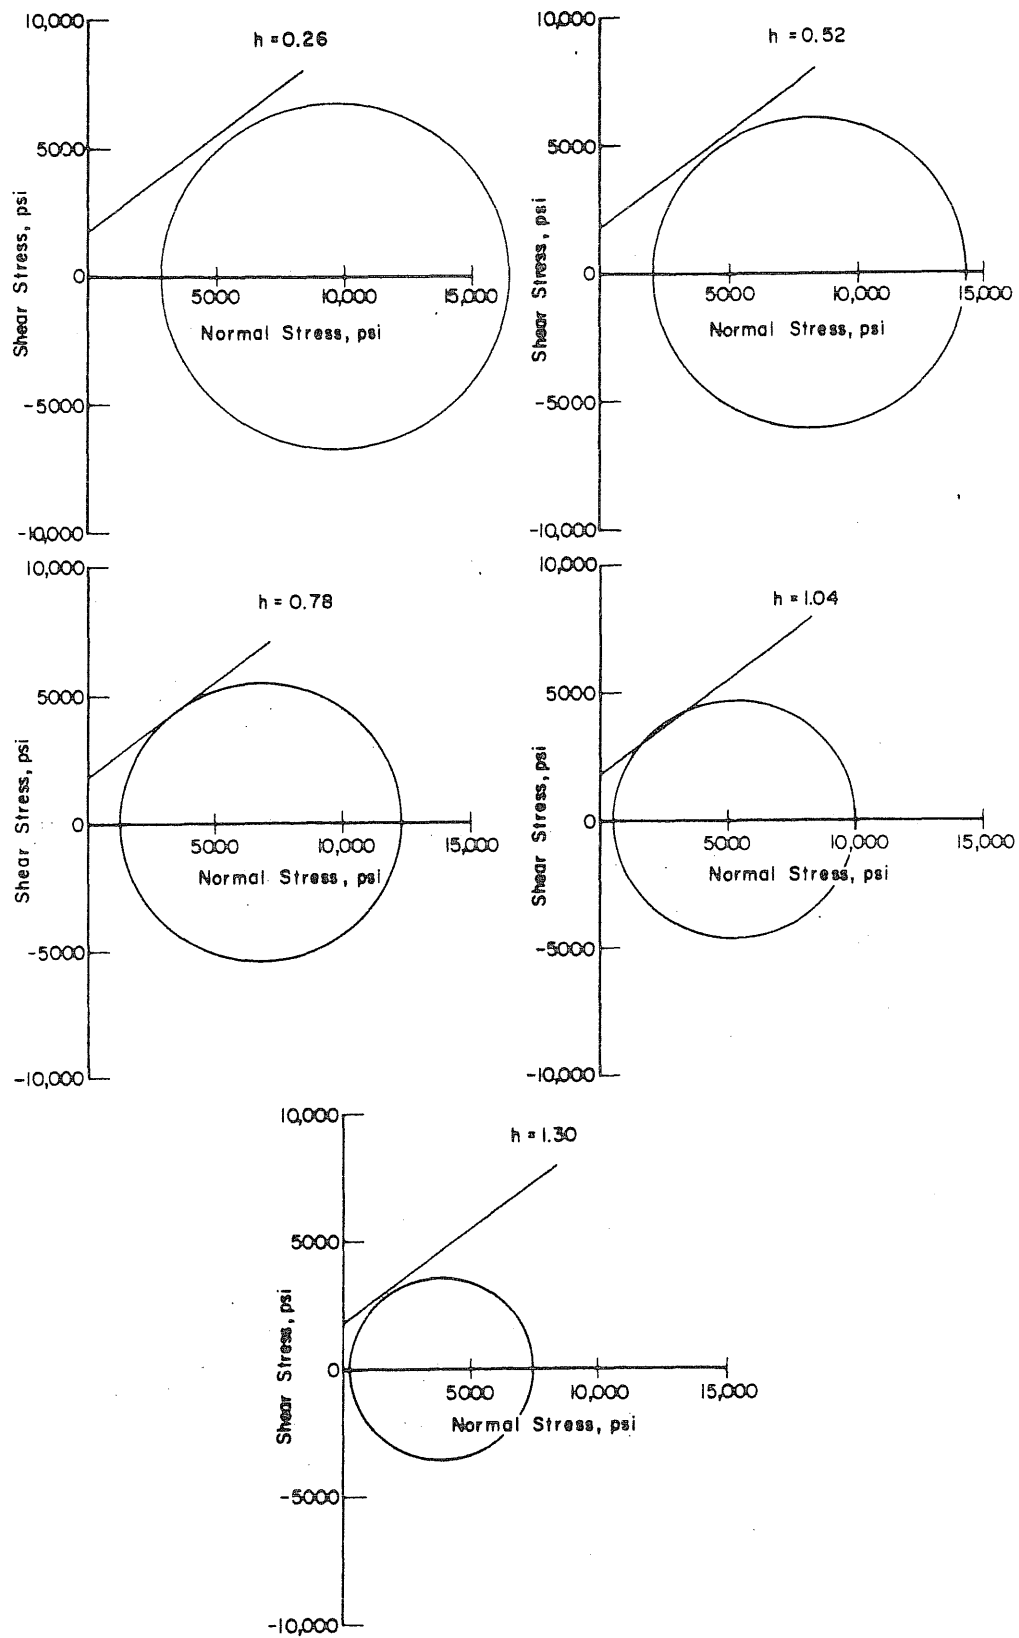 h = 0.26
10,000
5000
0
-5000
-10,000
5000
10,000
15,000
Shear Stress, psi
Normal Stress, psi
h = 0.52
10,000
5000
0
-5000
-10,000
5000
10,000
15,000
Shear Stress, psi
Normal Stress, psi
h = 0.78
10,000
5000
0
-5000
-10,000
5000
10,000
15,000
Shear Stress, psi
Normal Stress, psi
h = 1.04
10,000
5000
0
-5000
-10,000
5000
10,000
15,000
Shear Stress, psi
Normal Stress, psi
h = 1.30
10,000
5000
0
-5000
-10,000
5000
10,000
15,000
Shear Stress, psi
Normal Stress, psi